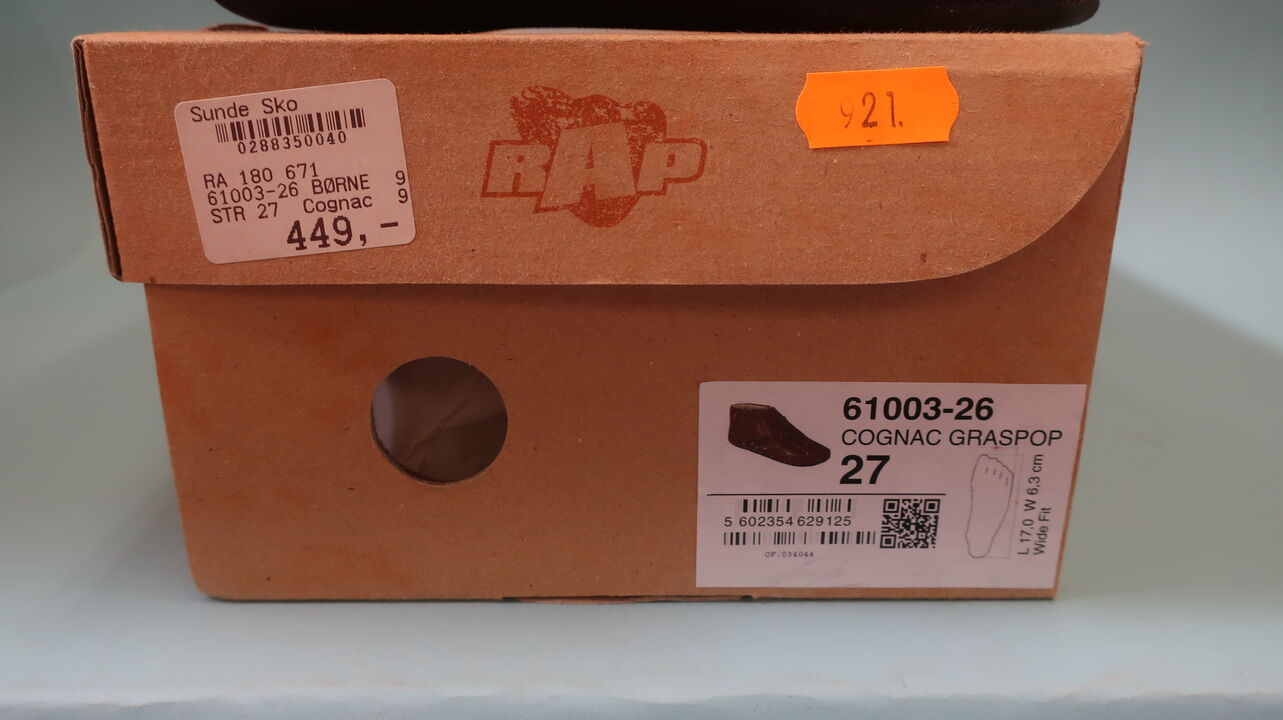 Sunde Sko
0288350040
RA 180 671
61003-26 BØRNE 9
STR 27 Cognac 9
449,-
RAP
921.
61003-26
COGNAC GRASPOP
27
5 602354 629125
OF.034044
L 17,0 W 6,3 cm
Wide Fit